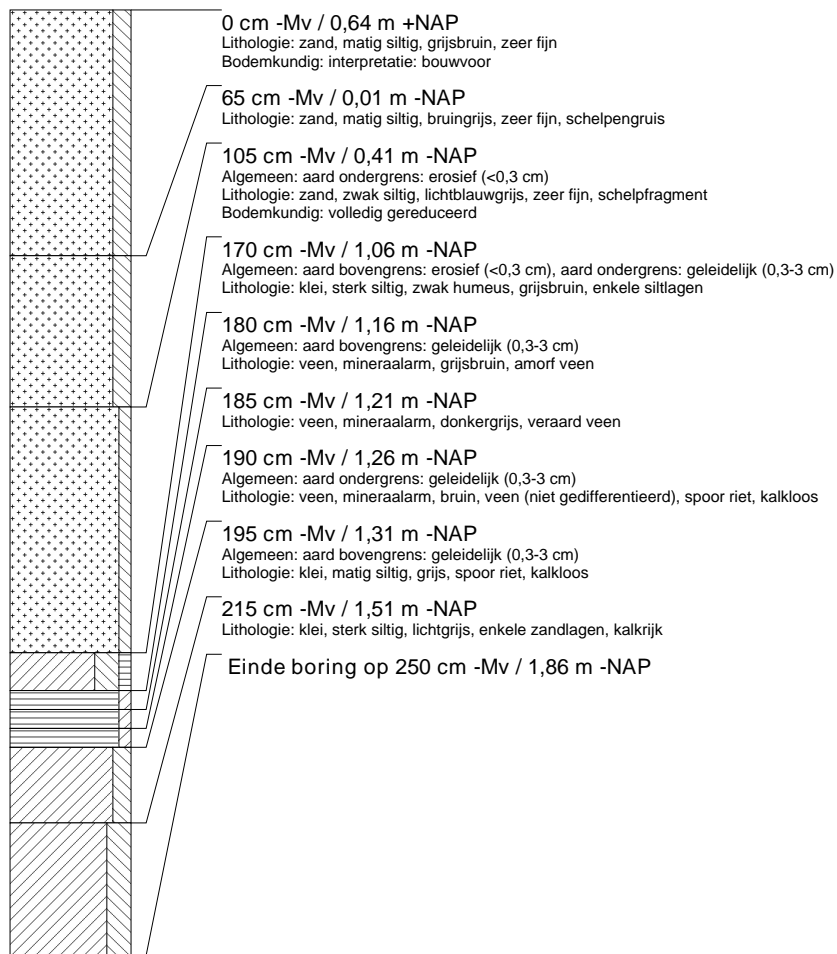 0 cm -Mv / 0,64 m +NAP
Lithologie: zand, matig siltig, grijsbruin, zeer fijn
Bodemkundig: interpretatie: bouwvoor
65 cm -Mv / 0,01 m -NAP
Lithologie: zand, matig siltig, bruingrijs, zeer fijn, schelpengruis
105 cm -Mv / 0,41 m -NAP
Algemeen: aard ondergrens: erosief (<0,3 cm)
Lithologie: zand, zwak siltig, lichtblauwgrijs, zeer fijn, schelpfragment
Bodemkundig: volledig gereduceerd
170 cm -Mv / 1,06 m -NAP
Algemeen: aard bovengrens: erosief (<0,3 cm), aard ondergrens: geleidelijk (0,3-3 cm)
Lithologie: klei, sterk siltig, zwak humeus, grijsbruin, enkele siltlagen
180 cm -Mv / 1,16 m -NAP
Algemeen: aard bovengrens: geleidelijk (0,3-3 cm)
Lithologie: veen, mineraalarm, grijsbruin, amorf veen
185 cm -Mv / 1,21 m -NAP
Lithologie: veen, mineraalarm, donkergrijs, veraard veen
190 cm -Mv / 1,26 m -NAP
Algemeen: aard ondergrens: geleidelijk (0,3-3 cm)
Lithologie: veen, mineraalarm, bruin, veen (niet gedifferentieerd), spoor riet, kalkloos
195 cm -Mv / 1,31 m -NAP
Algemeen: aard bovengrens: geleidelijk (0,3-3 cm)
Lithologie: klei, matig siltig, grijs, spoor riet, kalkloos
215 cm -Mv / 1,51 m -NAP
Lithologie: klei, sterk siltig, lichtgrijs, enkele zandlagen, kalkrijk
Einde boring op 250 cm -Mv / 1,86 m -NAP